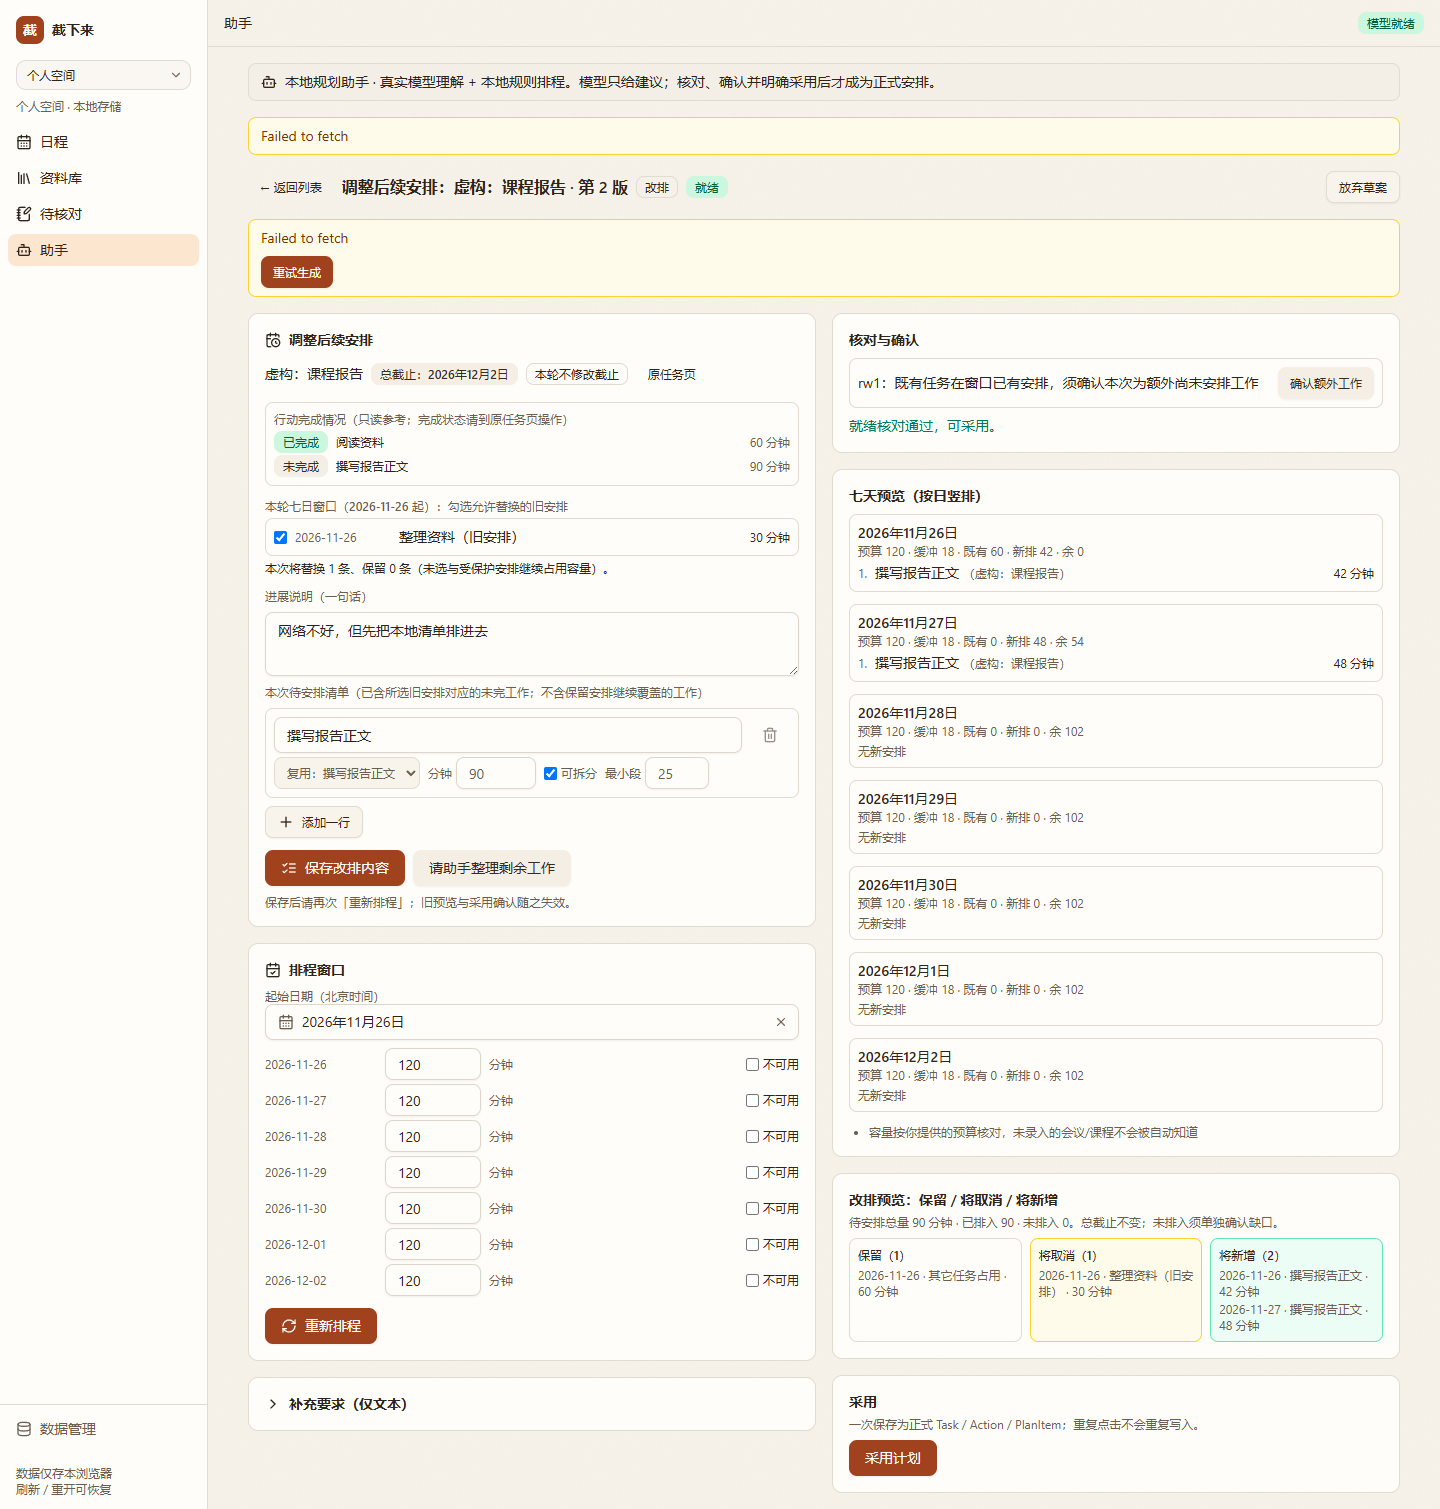 截 截下来
个人空间
个人空间 · 本地存储
日程
资料库
待核对
助手
数据管理
数据仅存本浏览器
刷新 / 重开可恢复
助手
模型就绪
本地规划助手 · 真实模型理解 + 本地规则排程。模型只给建议；核对、确认并明确采用后才成为正式安排。
Failed to fetch
← 返回列表 调整后续安排：虚构：课程报告 · 第 2 版 改排 就绪 放弃草案
Failed to fetch
重试生成
调整后续安排
虚构：课程报告 总截止：2026年12月2日 本轮不修改截止 原任务页
行动完成情况（只读参考；完成状态请到原任务页操作）
已完成 阅读资料 60 分钟
未完成 撰写报告正文 90 分钟
本轮七日窗口（2026-11-26 起）：勾选允许替换的旧安排
2026-11-26 整理资料（旧安排） 30 分钟
本次将替换 1 条、保留 0 条（未选与受保护安排继续占用容量）。
进展说明（一句话）
网络不好，但先把本地清单排进去
本次待安排清单（已含所选旧安排对应的未完工作；不含保留安排继续覆盖的工作）
撰写报告正文
复用：撰写报告正文 分钟 90 可拆分 最小段 25
添加一行
保存改排内容 请助手整理剩余工作
保存后请再次「重新排程」；旧预览与采用确认随之失效。
排程窗口
起始日期（北京时间）
2026年11月26日
2026-11-26 120 分钟 不可用
2026-11-27 120 分钟 不可用
2026-11-28 120 分钟 不可用
2026-11-29 120 分钟 不可用
2026-11-30 120 分钟 不可用
2026-12-01 120 分钟 不可用
2026-12-02 120 分钟 不可用
重新排程
补充要求（仅文本）
核对与确认
rw1：既有任务在窗口已有安排，须确认本次为额外尚未安排工作 确认额外工作
就绪核对通过，可采用。
七天预览（按日竖排）
2026年11月26日
预算 120 · 缓冲 18 · 既有 60 · 新排 42 · 余 0
1. 撰写报告正文（虚构：课程报告） 42 分钟
2026年11月27日
预算 120 · 缓冲 18 · 既有 0 · 新排 48 · 余 54
1. 撰写报告正文（虚构：课程报告） 48 分钟
2026年11月28日
预算 120 · 缓冲 18 · 既有 0 · 新排 0 · 余 102
无新安排
2026年11月29日
预算 120 · 缓冲 18 · 既有 0 · 新排 0 · 余 102
无新安排
2026年11月30日
预算 120 · 缓冲 18 · 既有 0 · 新排 0 · 余 102
无新安排
2026年12月1日
预算 120 · 缓冲 18 · 既有 0 · 新排 0 · 余 102
无新安排
2026年12月2日
预算 120 · 缓冲 18 · 既有 0 · 新排 0 · 余 102
无新安排
• 容量按你提供的预算核对，未录入的会议/课程不会被自动知道
改排预览：保留 / 将取消 / 将新增
待安排总量 90 分钟 · 已排入 90 · 未排入 0。总截止不变；未排入须单独确认缺口。
保留（1）
2026-11-26 · 其它任务占用 ·
60 分钟
将取消（1）
2026-11-26 · 整理资料（旧安
排） · 30 分钟
将新增（2）
2026-11-26 · 撰写报告正文 ·
42 分钟
2026-11-27 · 撰写报告正文 ·
48 分钟
采用
一次保存为正式 Task / Action / PlanItem；重复点击不会重复写入。
采用计划